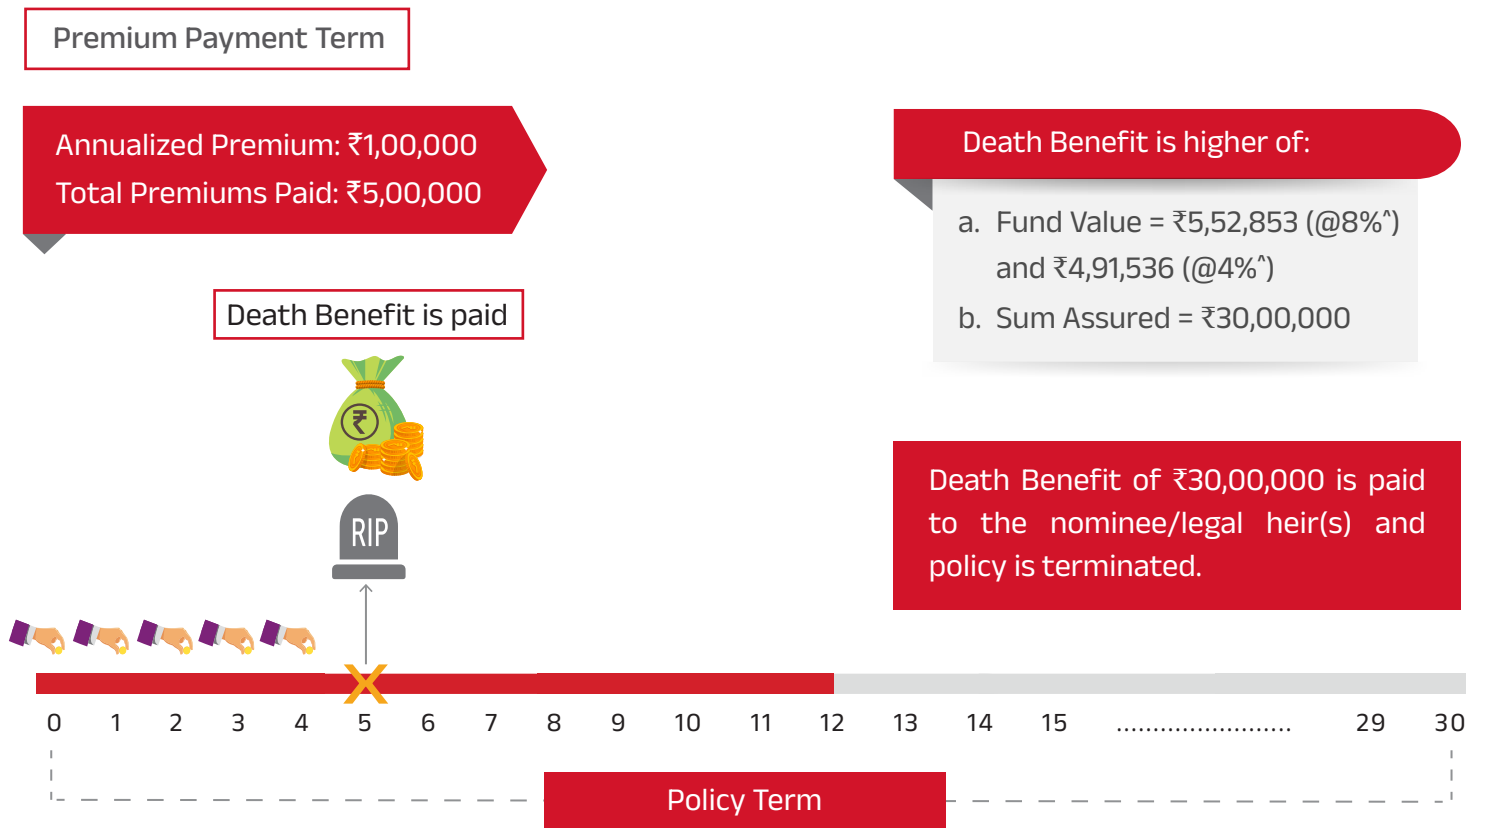 Premium Payment Term
Annualized Premium: ₹1,00,000
Total Premiums Paid: ₹5,00,000
Death Benefit is higher of:
a. Fund Value = ₹5,52,853 (@8%^)
and ₹4,91,536 (@4%^)
b. Sum Assured = ₹30,00,000
Death Benefit is paid
₹
RIP
Death Benefit of ₹30,00,000 is paid
to the nominee/legal heir(s) and
policy is terminated.
0 1 2 3 4 5 6 7 8 9 10 11 12 13 14 15 ........................ 29 30
Policy Term